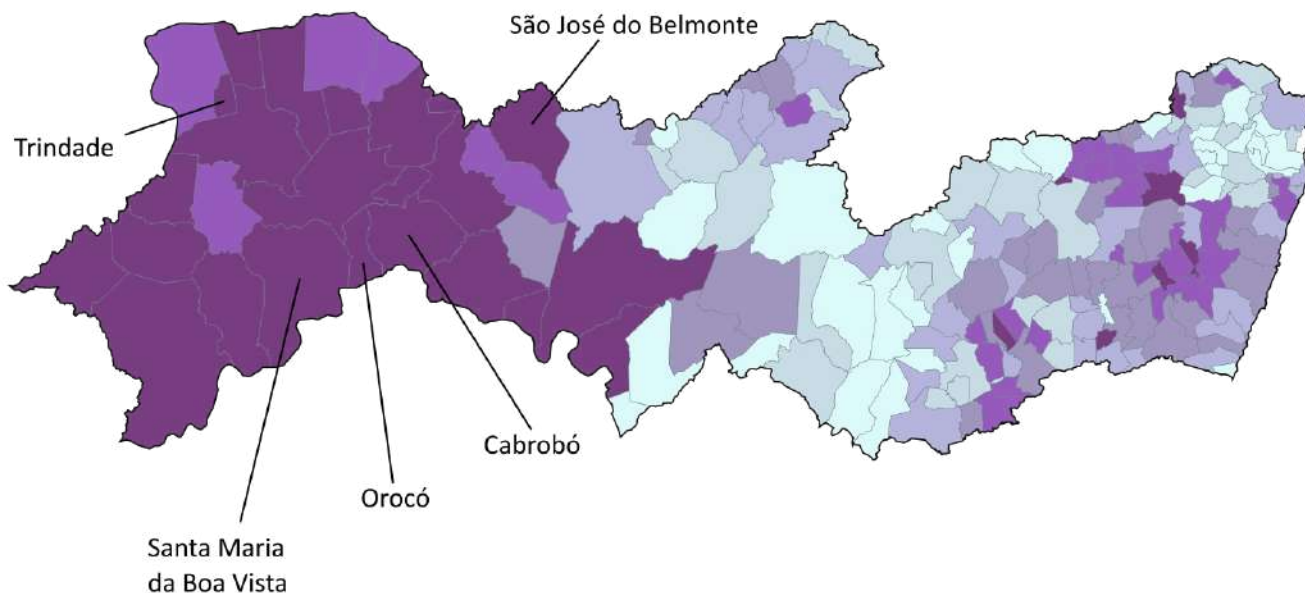 São José do Belmonte
Trindade
Cabrobó
Orocó
Santa Maria
da Boa Vista